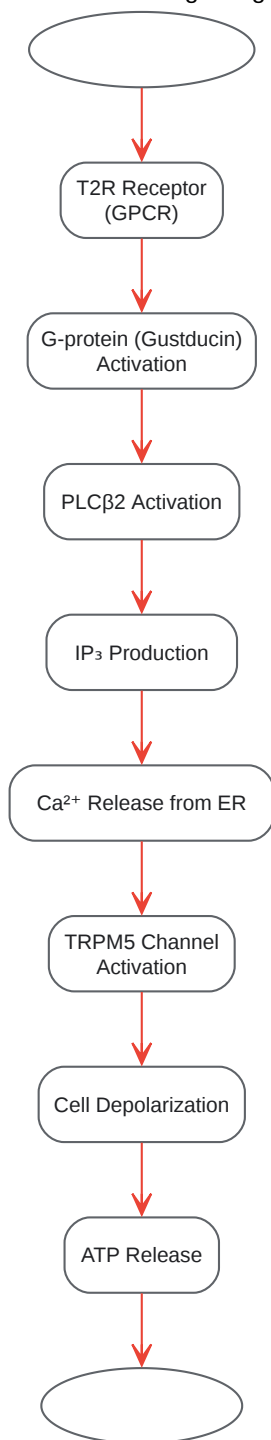 T2R Receptor
(GPCR)
G-protein (Gustducin)
Activation
PLCβ2 Activation
IP₃ Production
Ca²⁺ Release from ER
TRPM5 Channel
Activation
Cell Depolarization
ATP Release